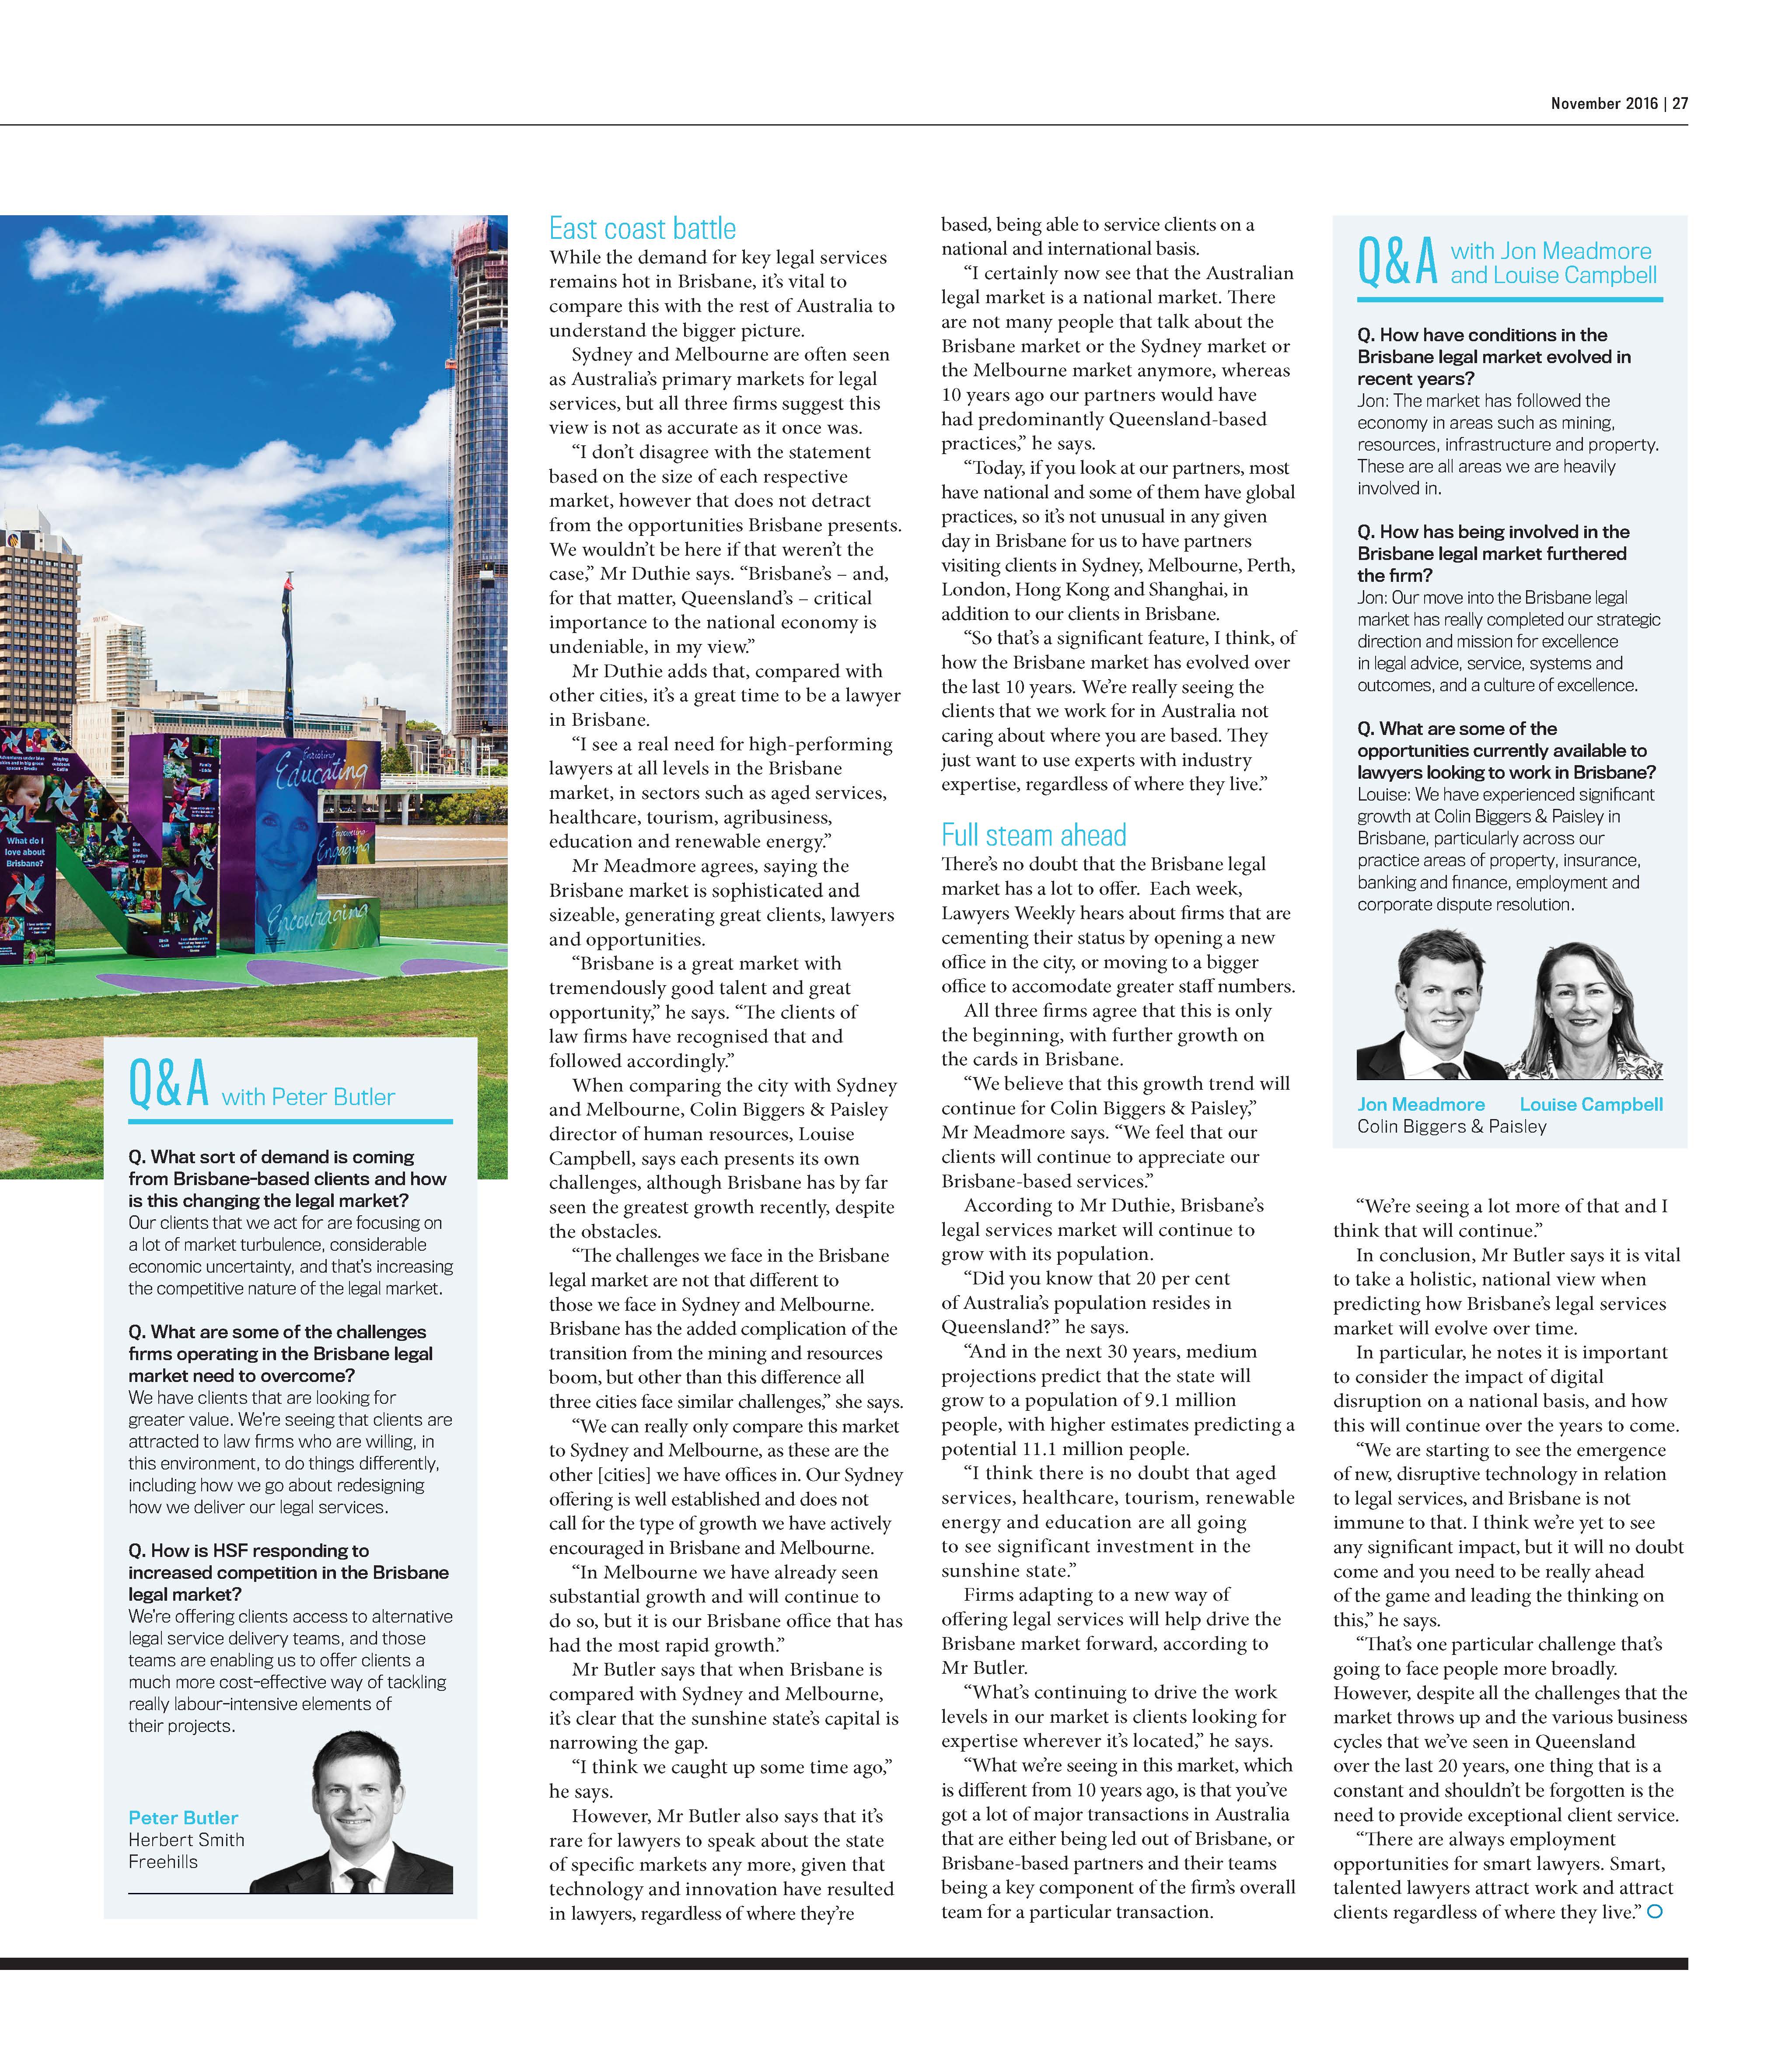 November 2016 | 27
What do I
love about
Brisbane?
Educating
Empowering
Engaging
Encouraging
Q&A with Peter Butler
Q. What sort of demand is coming
from Brisbane-based clients and how
is this changing the legal market?
Our clients that we act for are focusing on
a lot of market turbulence, considerable
economic uncertainty, and that's increasing
the competitive nature of the legal market.
Q. What are some of the challenges
firms operating in the Brisbane legal
market need to overcome?
We have clients that are looking for
greater value. We're seeing that clients are
attracted to law firms who are willing, in
this environment, to do things differently,
including how we go about redesigning
how we deliver our legal services.
Q. How is HSF responding to
increased competition in the Brisbane
legal market?
We're offering clients access to alternative
legal service delivery teams, and those
teams are enabling us to offer clients a
much more cost-effective way of tackling
really labour-intensive elements of
their projects.
Peter Butler
Herbert Smith
Freehills
East coast battle
While the demand for key legal services
remains hot in Brisbane, it's vital to
compare this with the rest of Australia to
understand the bigger picture.
Sydney and Melbourne are often seen
as Australia's primary markets for legal
services, but all three firms suggest this
view is not as accurate as it once was.
“I don't disagree with the statement
based on the size of each respective
market, however that does not detract
from the opportunities Brisbane presents.
We wouldn't be here if that weren't the
case,” Mr Duthie says. “Brisbane's – and,
for that matter, Queensland's – critical
importance to the national economy is
undeniable, in my view.”
Mr Duthie adds that, compared with
other cities, it's a great time to be a lawyer
in Brisbane.
“I see a real need for high-performing
lawyers at all levels in the Brisbane
market, in sectors such as aged services,
healthcare, tourism, agribusiness,
education and renewable energy.”
Mr Meadmore agrees, saying the
Brisbane market is sophisticated and
sizeable, generating great clients, lawyers
and opportunities.
“Brisbane is a great market with
tremendously good talent and great
opportunity,” he says. “The clients of
law firms have recognised that and
followed accordingly.”
When comparing the city with Sydney
and Melbourne, Colin Biggers & Paisley
director of human resources, Louise
Campbell, says each presents its own
challenges, although Brisbane has by far
seen the greatest growth recently, despite
the obstacles.
“The challenges we face in the Brisbane
legal market are not that different to
those we face in Sydney and Melbourne.
Brisbane has the added complication of the
transition from the mining and resources
boom, but other than this difference all
three cities face similar challenges,” she says.
“We can really only compare this market
to Sydney and Melbourne, as these are the
other [cities] we have offices in. Our Sydney
offering is well established and does not
call for the type of growth we have actively
encouraged in Brisbane and Melbourne.
“In Melbourne we have already seen
substantial growth and will continue to
do so, but it is our Brisbane office that has
had the most rapid growth.”
Mr Butler says that when Brisbane is
compared with Sydney and Melbourne,
it's clear that the sunshine state's capital is
narrowing the gap.
“I think we caught up some time ago,”
he says.
However, Mr Butler also says that it's
rare for lawyers to speak about the state
of specific markets any more, given that
technology and innovation have resulted
in lawyers, regardless of where they're
based, being able to service clients on a
national and international basis.
“I certainly now see that the Australian
legal market is a national market. There
are not many people that talk about the
Brisbane market or the Sydney market or
the Melbourne market anymore, whereas
10 years ago our partners would have
had predominantly Queensland-based
practices,” he says.
“Today, if you look at our partners, most
have national and some of them have global
practices, so it's not unusual in any given
day in Brisbane for us to have partners
visiting clients in Sydney, Melbourne, Perth,
London, Hong Kong and Shanghai, in
addition to our clients in Brisbane.
“So that's a significant feature, I think, of
how the Brisbane market has evolved over
the last 10 years. We're really seeing the
clients that we work for in Australia not
caring about where you are based. They
just want to use experts with industry
expertise, regardless of where they live.”
Full steam ahead
There's no doubt that the Brisbane legal
market has a lot to offer. Each week,
Lawyers Weekly hears about firms that are
cementing their status by opening a new
office in the city, or moving to a bigger
office to accomodate greater staff numbers.
All three firms agree that this is only
the beginning, with further growth on
the cards in Brisbane.
“We believe that this growth trend will
continue for Colin Biggers & Paisley,”
Mr Meadmore says. “We feel that our
clients will continue to appreciate our
Brisbane-based services.”
According to Mr Duthie, Brisbane's
legal services market will continue to
grow with its population.
“Did you know that 20 per cent
of Australia's population resides in
Queensland?” he says.
“And in the next 30 years, medium
projections predict that the state will
grow to a population of 9.1 million
people, with higher estimates predicting a
potential 11.1 million people.
“I think there is no doubt that aged
services, healthcare, tourism, renewable
energy and education are all going
to see significant investment in the
sunshine state.”
Firms adapting to a new way of
offering legal services will help drive the
Brisbane market forward, according to
Mr Butler.
“What's continuing to drive the work
levels in our market is clients looking for
expertise wherever it's located,” he says.
“What we're seeing in this market, which
is different from 10 years ago, is that you've
got a lot of major transactions in Australia
that are either being led out of Brisbane, or
Brisbane-based partners and their teams
being a key component of the firm's overall
team for a particular transaction.
Q&A with Jon Meadmore
and Louise Campbell
Q. How have conditions in the
Brisbane legal market evolved in
recent years?
Jon: The market has followed the
economy in areas such as mining,
resources, infrastructure and property.
These are all areas we are heavily
involved in.
Q. How has being involved in the
Brisbane legal market furthered
the firm?
Jon: Our move into the Brisbane legal
market has really completed our strategic
direction and mission for excellence
in legal advice, service, systems and
outcomes, and a culture of excellence.
Q. What are some of the
opportunities currently available to
lawyers looking to work in Brisbane?
Louise: We have experienced significant
growth at Colin Biggers & Paisley in
Brisbane, particularly across our
practice areas of property, insurance,
banking and finance, employment and
corporate dispute resolution.
Jon Meadmore Louise Campbell
Colin Biggers & Paisley
“We're seeing a lot more of that and I
think that will continue.”
In conclusion, Mr Butler says it is vital
to take a holistic, national view when
predicting how Brisbane's legal services
market will evolve over time.
In particular, he notes it is important
to consider the impact of digital
disruption on a national basis, and how
this will continue over the years to come.
“We are starting to see the emergence
of new, disruptive technology in relation
to legal services, and Brisbane is not
immune to that. I think we're yet to see
any significant impact, but it will no doubt
come and you need to be really ahead
of the game and leading the thinking on
this,” he says.
“That's one particular challenge that's
going to face people more broadly.
However, despite all the challenges that the
market throws up and the various business
cycles that we've seen in Queensland
over the last 20 years, one thing that is a
constant and shouldn't be forgotten is the
need to provide exceptional client service.
“There are always employment
opportunities for smart lawyers. Smart,
talented lawyers attract work and attract
clients regardless of where they live.”